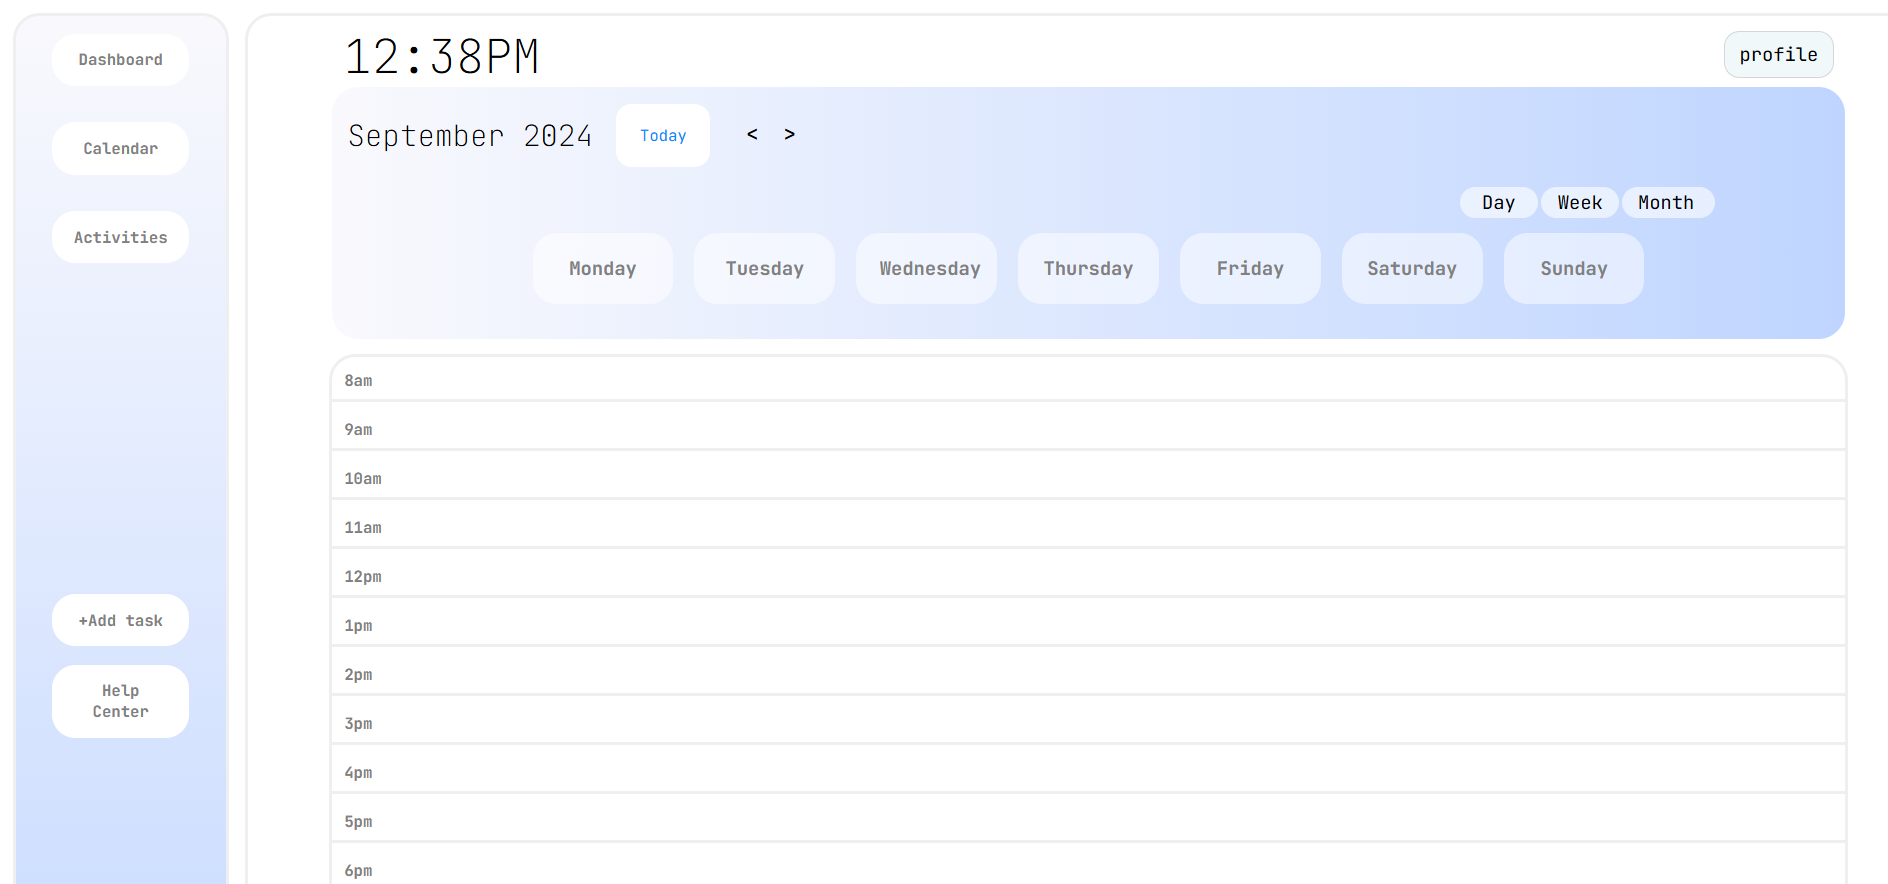 Dashboard
Calendar
Activities
+Add task
Help
Center
12:38PM
profile
September 2024 Today < >
Day Week Month
Monday Tuesday Wednesday Thursday Friday Saturday Sunday
8am
9am
10am
11am
12pm
1pm
2pm
3pm
4pm
5pm
6pm